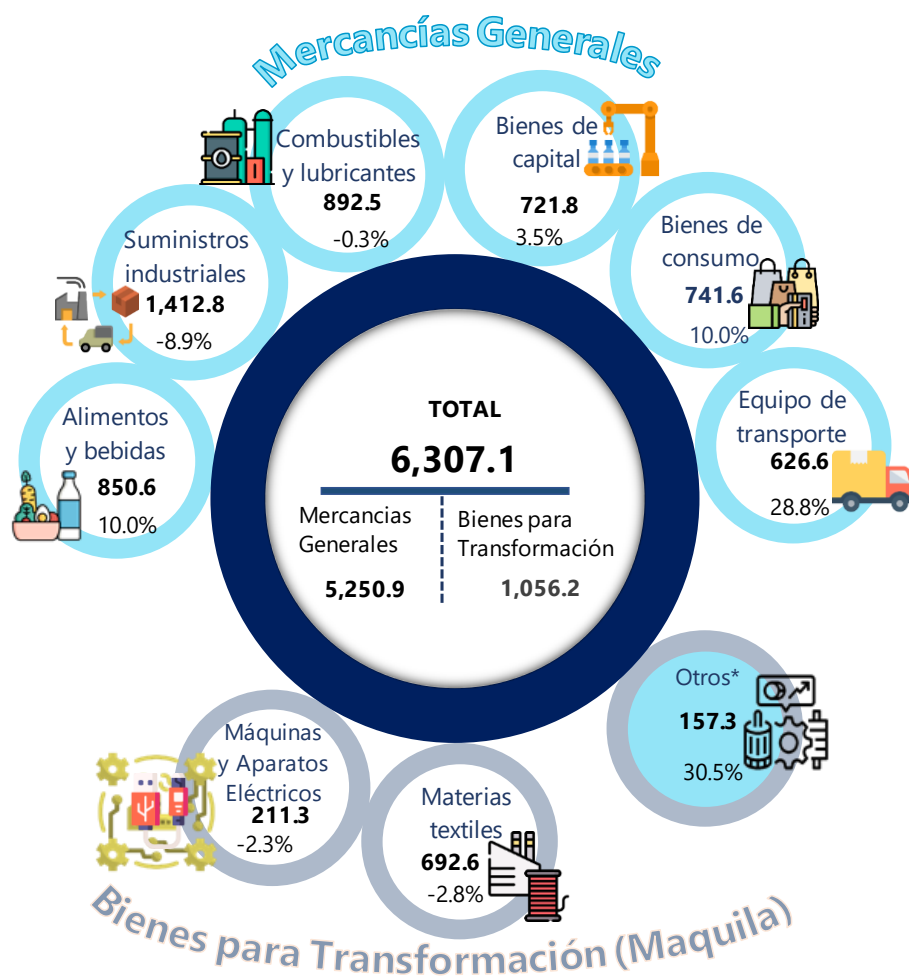 Mercancías Generales
Combustibles
y lubricantes
892.5
-0.3%
Bienes de
capital
721.8
3.5%
Suministros
industriales
1,412.8
-8.9%
Bienes de
consumo
741.6
10.0%
Alimentos
y bebidas
850.6
10.0%
Equipo de
transporte
626.6
28.8%
TOTAL
6,307.1
Mercancias
Generales
5,250.9
Bienes para
Transformación
1,056.2
Otros*
157.3
30.5%
Máquinas
y Aparatos
Eléctricos
211.3
-2.3%
Materias
textiles
692.6
-2.8%
Bienes para Transformación (Maquila)